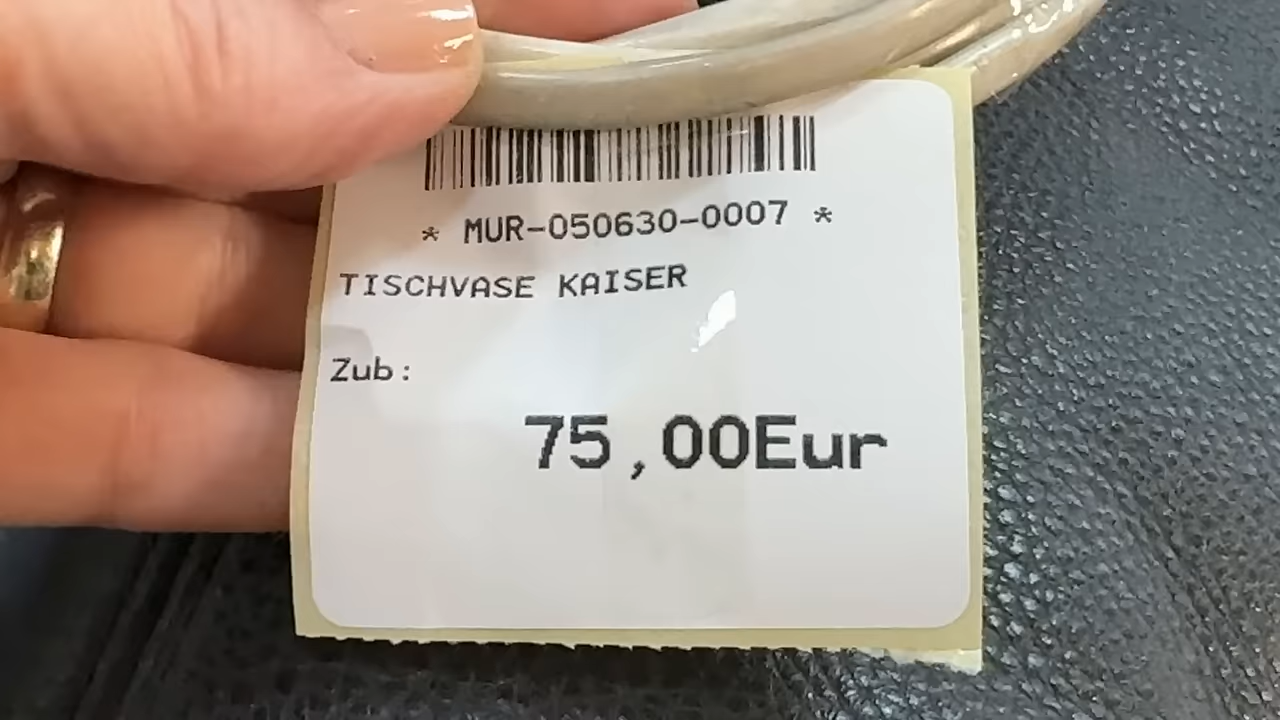 * MUR-050630-0007 *
TISCHVASE KAISER
Zub:
75,00Eur